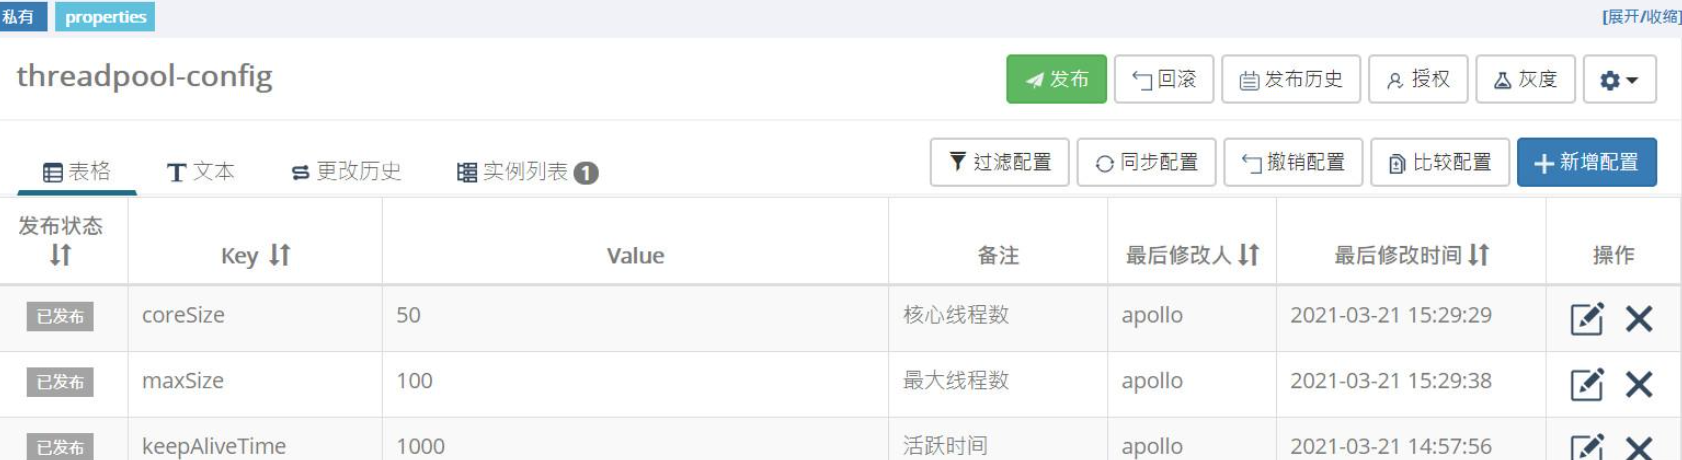 私有 properties [展开/收缩]
threadpool-config 发布 回滚 发布历史 授权 灰度
表格 文本 更改历史 实例列表 1 过滤配置 同步配置 撤销配置 比较配置 新增配置
发布状态 Key Value 备注 最后修改人 最后修改时间 操作
已发布 coreSize 50 核心线程数 apollo 2021-03-21 15:29:29
已发布 maxSize 100 最大线程数 apollo 2021-03-21 15:29:38
已发布 keepAliveTime 1000 活跃时间 apollo 2021-03-21 14:57:56